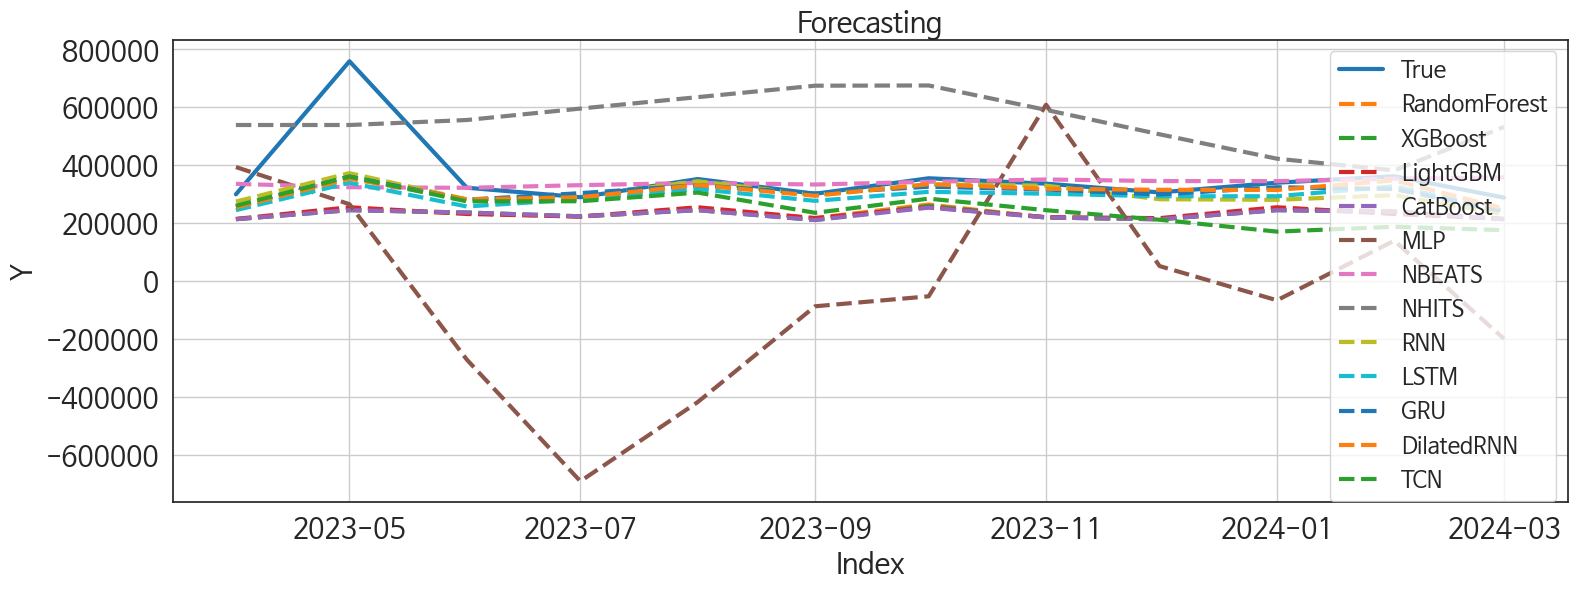 Forecasting
800000
600000
400000
200000
0
−200000
−400000
−600000
Y
2023−05
2023−07
2023−09
2023−11
2024−01
2024−03
Index
True
RandomForest
XGBoost
LightGBM
CatBoost
MLP
NBEATS
NHITS
RNN
LSTM
GRU
DilatedRNN
TCN